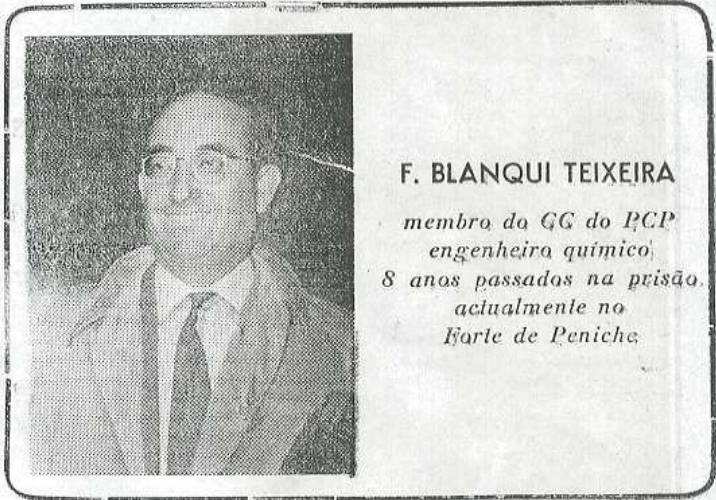 F. BLANQUI TEIXEIRA
membro do CC do PCP
engenheiro químico
8 anos passados na prisão,
actualmente no
Forte de Peniche